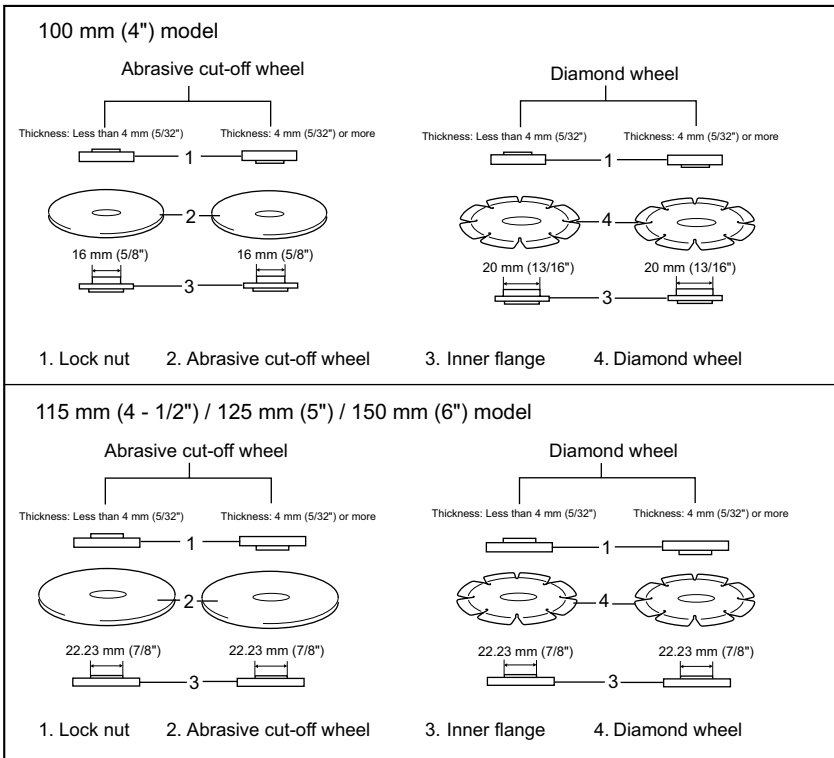 100 mm (4") model
Abrasive cut-off wheel
Diamond wheel
Thickness: Less than 4 mm (5/32")
Thickness: 4 mm (5/32") or more
Thickness: Less than 4 mm (5/32")
Thickness: 4 mm (5/32") or more
1
1
2
4
16 mm (5/8")
16 mm (5/8")
20 mm (13/16")
20 mm (13/16")
3
3
1. Lock nut 2. Abrasive cut-off wheel 3. Inner flange 4. Diamond wheel
115 mm (4 - 1/2") / 125 mm (5") / 150 mm (6") model
Abrasive cut-off wheel
Diamond wheel
Thickness: Less than 4 mm (5/32")
Thickness: 4 mm (5/32") or more
Thickness: Less than 4 mm (5/32")
Thickness: 4 mm (5/32") or more
1
1
2
4
22.23 mm (7/8")
22.23 mm (7/8")
22.23 mm (7/8")
22.23 mm (7/8")
3
3
1. Lock nut 2. Abrasive cut-off wheel 3. Inner flange 4. Diamond wheel